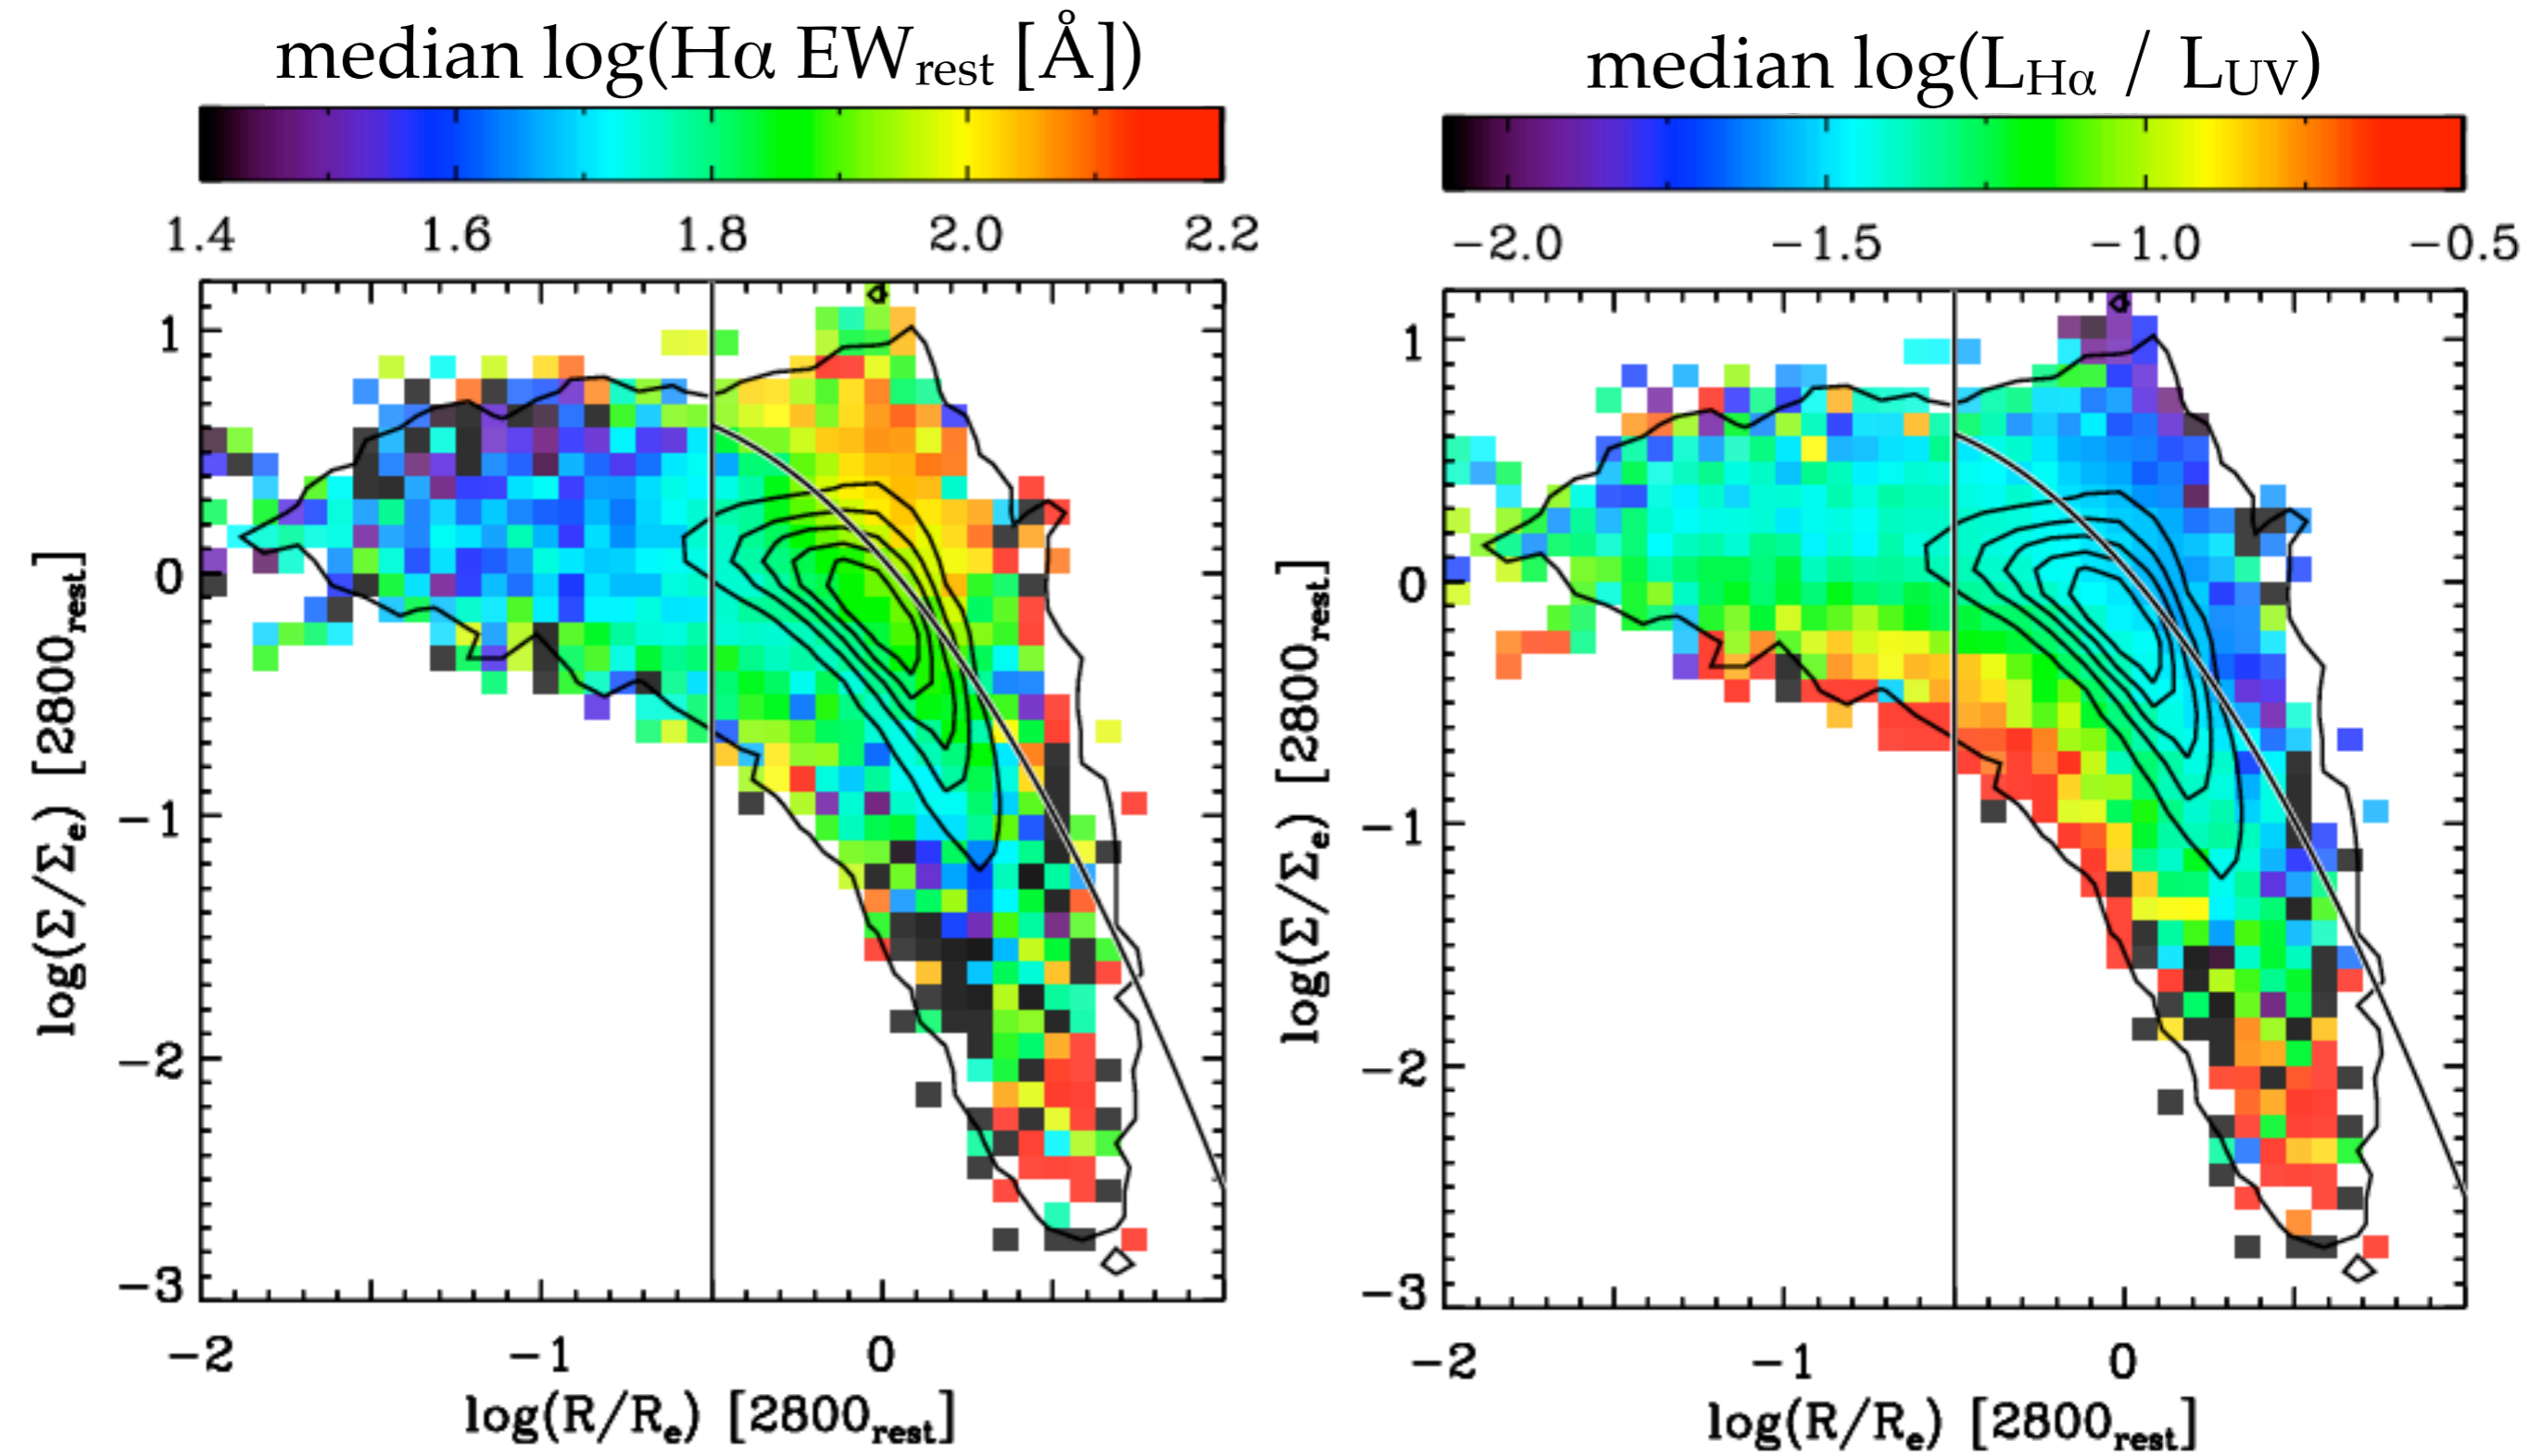 median log(Hα EWrest [Å])
1.4 1.6 1.8 2.0 2.2
log(Σ/Σe) [2800rest]
1
0
−1
−2
−3
−2 −1 0
log(R/Re) [2800rest]
median log(LHα / LUV)
−2.0 −1.5 −1.0 −0.5
log(Σ/Σe) [2800rest]
1
0
−1
−2
−3
−2 −1 0
log(R/Re) [2800rest]